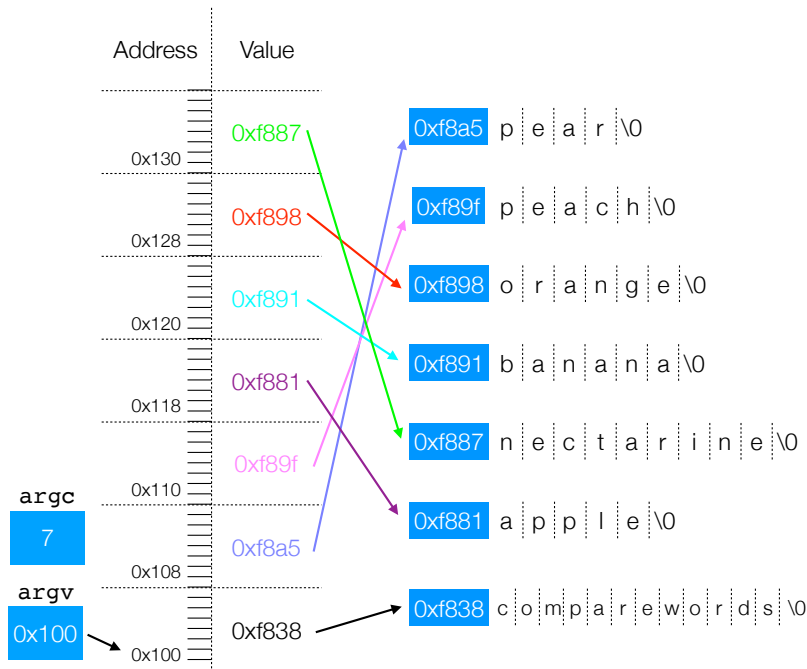 Address Value
0xf887
0x130
0xf898
0x128
0xf891
0x120
0xf881
0x118
0xf89f
0x110
0xf8a5
0x108
0xf838
0x100
argc
7
argv
0x100
0xf8a5 p e a r \0
0xf89f p e a c h \0
0xf898 o r a n g e \0
0xf891 b a n a n a \0
0xf887 n e c t a r i n e \0
0xf881 a p p l e \0
0xf838 c o m p a r e w o r d s \0